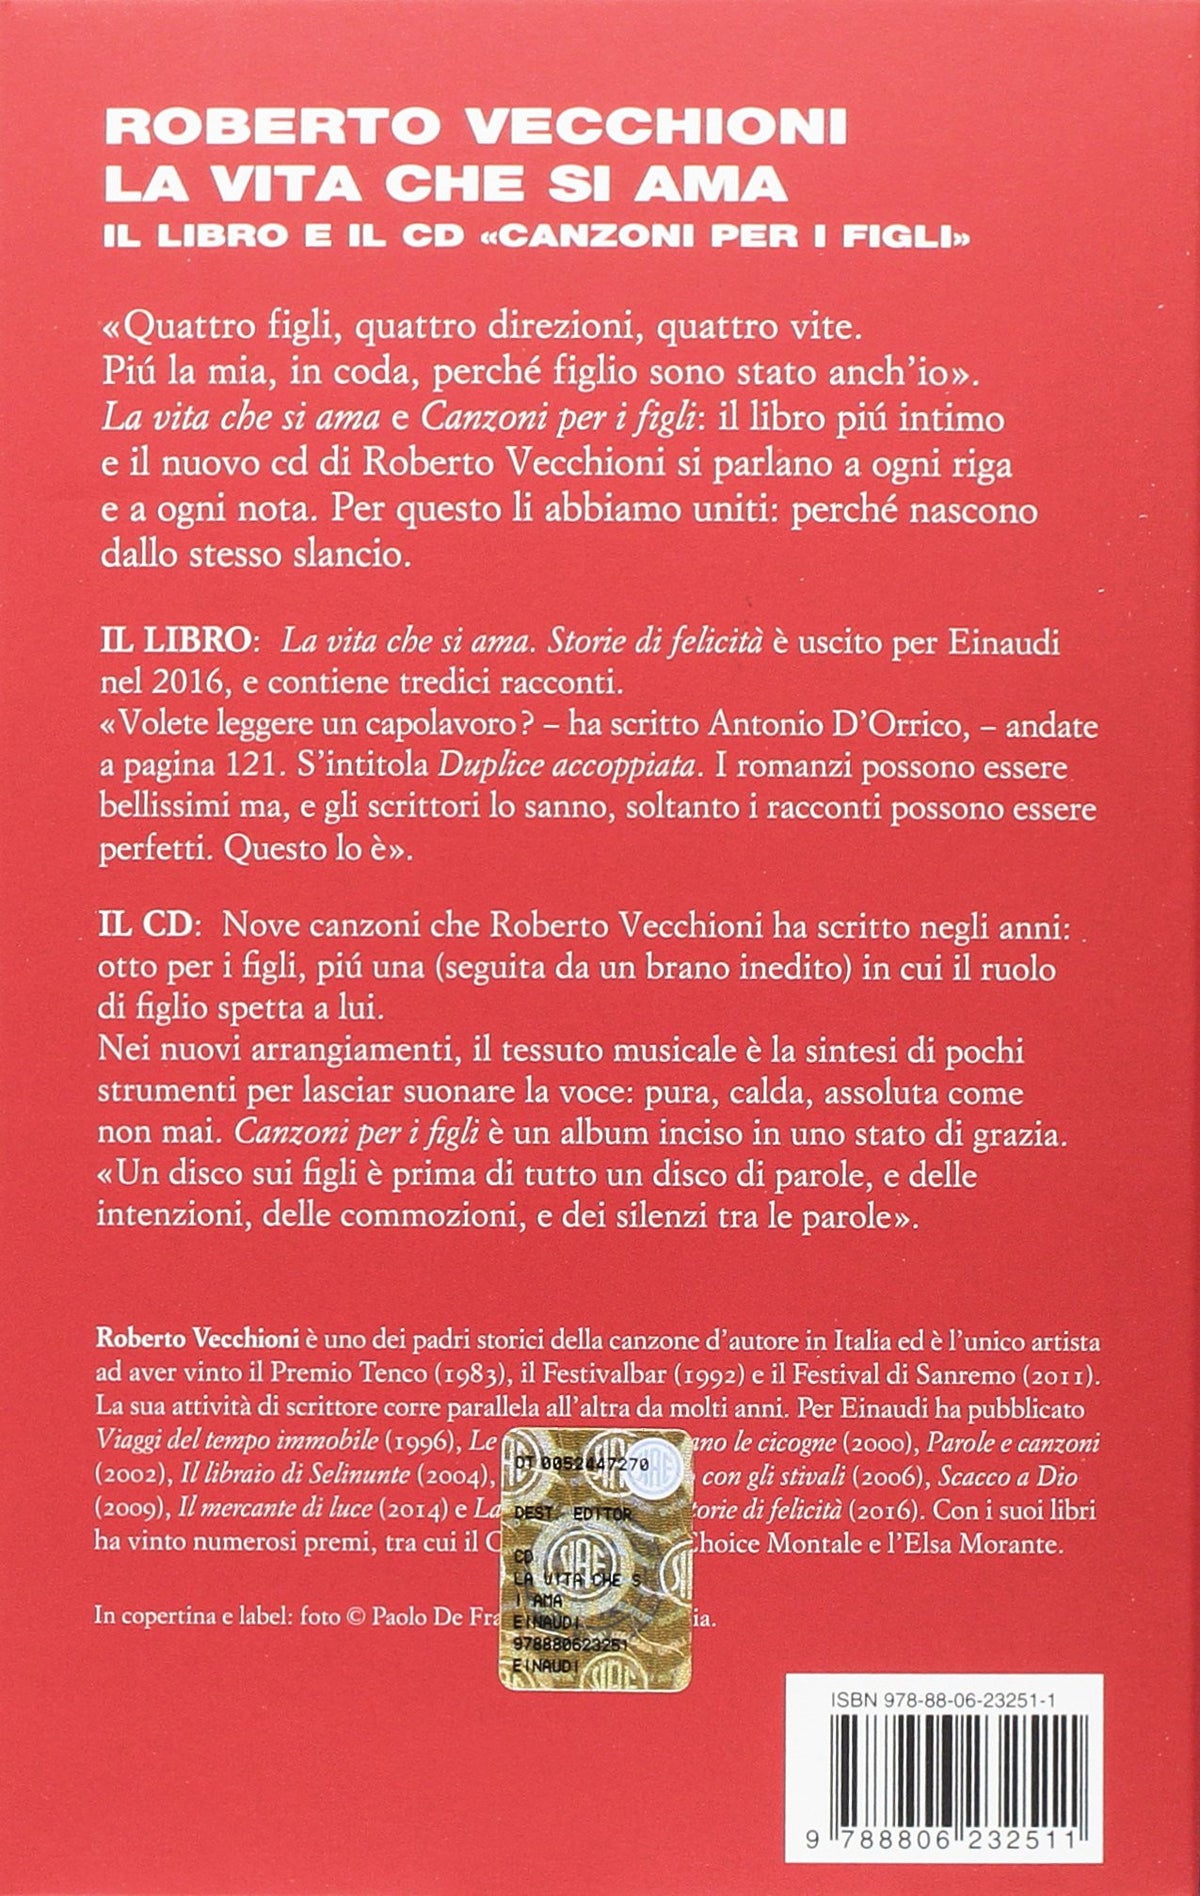 ROBERTO VECCHIONI
LA VITA CHE SI AMA
IL LIBRO E IL CD «CANZONI PER I FIGLI»
«Quattro figli, quattro direzioni, quattro vite.
Piú la mia, in coda, perché figlio sono stato anch'io».
La vita che si ama e Canzoni per i figli: il libro piú intimo
e il nuovo cd di Roberto Vecchioni si parlano a ogni riga
e a ogni nota. Per questo li abbiamo uniti: perché nascono
dallo stesso slancio.
IL LIBRO: La vita che si ama. Storie di felicità è uscito per Einaudi
nel 2016, e contiene tredici racconti.
«Volete leggere un capolavoro? – ha scritto Antonio D'Orrico, – andate
a pagina 121. S'intitola Duplice accoppiata. I romanzi possono essere
bellissimi ma, e gli scrittori lo sanno, soltanto i racconti possono essere
perfetti. Questo lo è».
IL CD: Nove canzoni che Roberto Vecchioni ha scritto negli anni:
otto per i figli, piú una (seguita da un brano inedito) in cui il ruolo
di figlio spetta a lui.
Nei nuovi arrangiamenti, il tessuto musicale è la sintesi di pochi
strumenti per lasciar suonare la voce: pura, calda, assoluta come
non mai. Canzoni per i figli è un album inciso in uno stato di grazia.
«Un disco sui figli è prima di tutto un disco di parole, e delle
intenzioni, delle commozioni, e dei silenzi tra le parole».
Roberto Vecchioni è uno dei padri storici della canzone d'autore in Italia ed è l'unico artista
ad aver vinto il Premio Tenco (1983), il Festivalbar (1992) e il Festival di Sanremo (2011).
La sua attività di scrittore corre parallela all'altra da molti anni. Per Einaudi ha pubblicato
Viaggi del tempo immobile (1996), Le ano le cicogne (2000), Parole e canzoni
(2002), Il libraio di Selinunte (2004), con gli stivali (2006), Scacco a Dio
(2009), Il mercante di luce (2014) e La orie di felicità (2016). Con i suoi libri
ha vinto numerosi premi, tra cui il C hoice Montale e l'Elsa Morante.
In copertina e label: foto © Paolo De Fra ia.
DT 0052447270
DEST. EDITOR
CD
LA VITA CHE S
I AMA
EINAUDI
978880623251
EINAUDI
SIAE
ISBN 978-88-06-23251-1
9 788806 232511